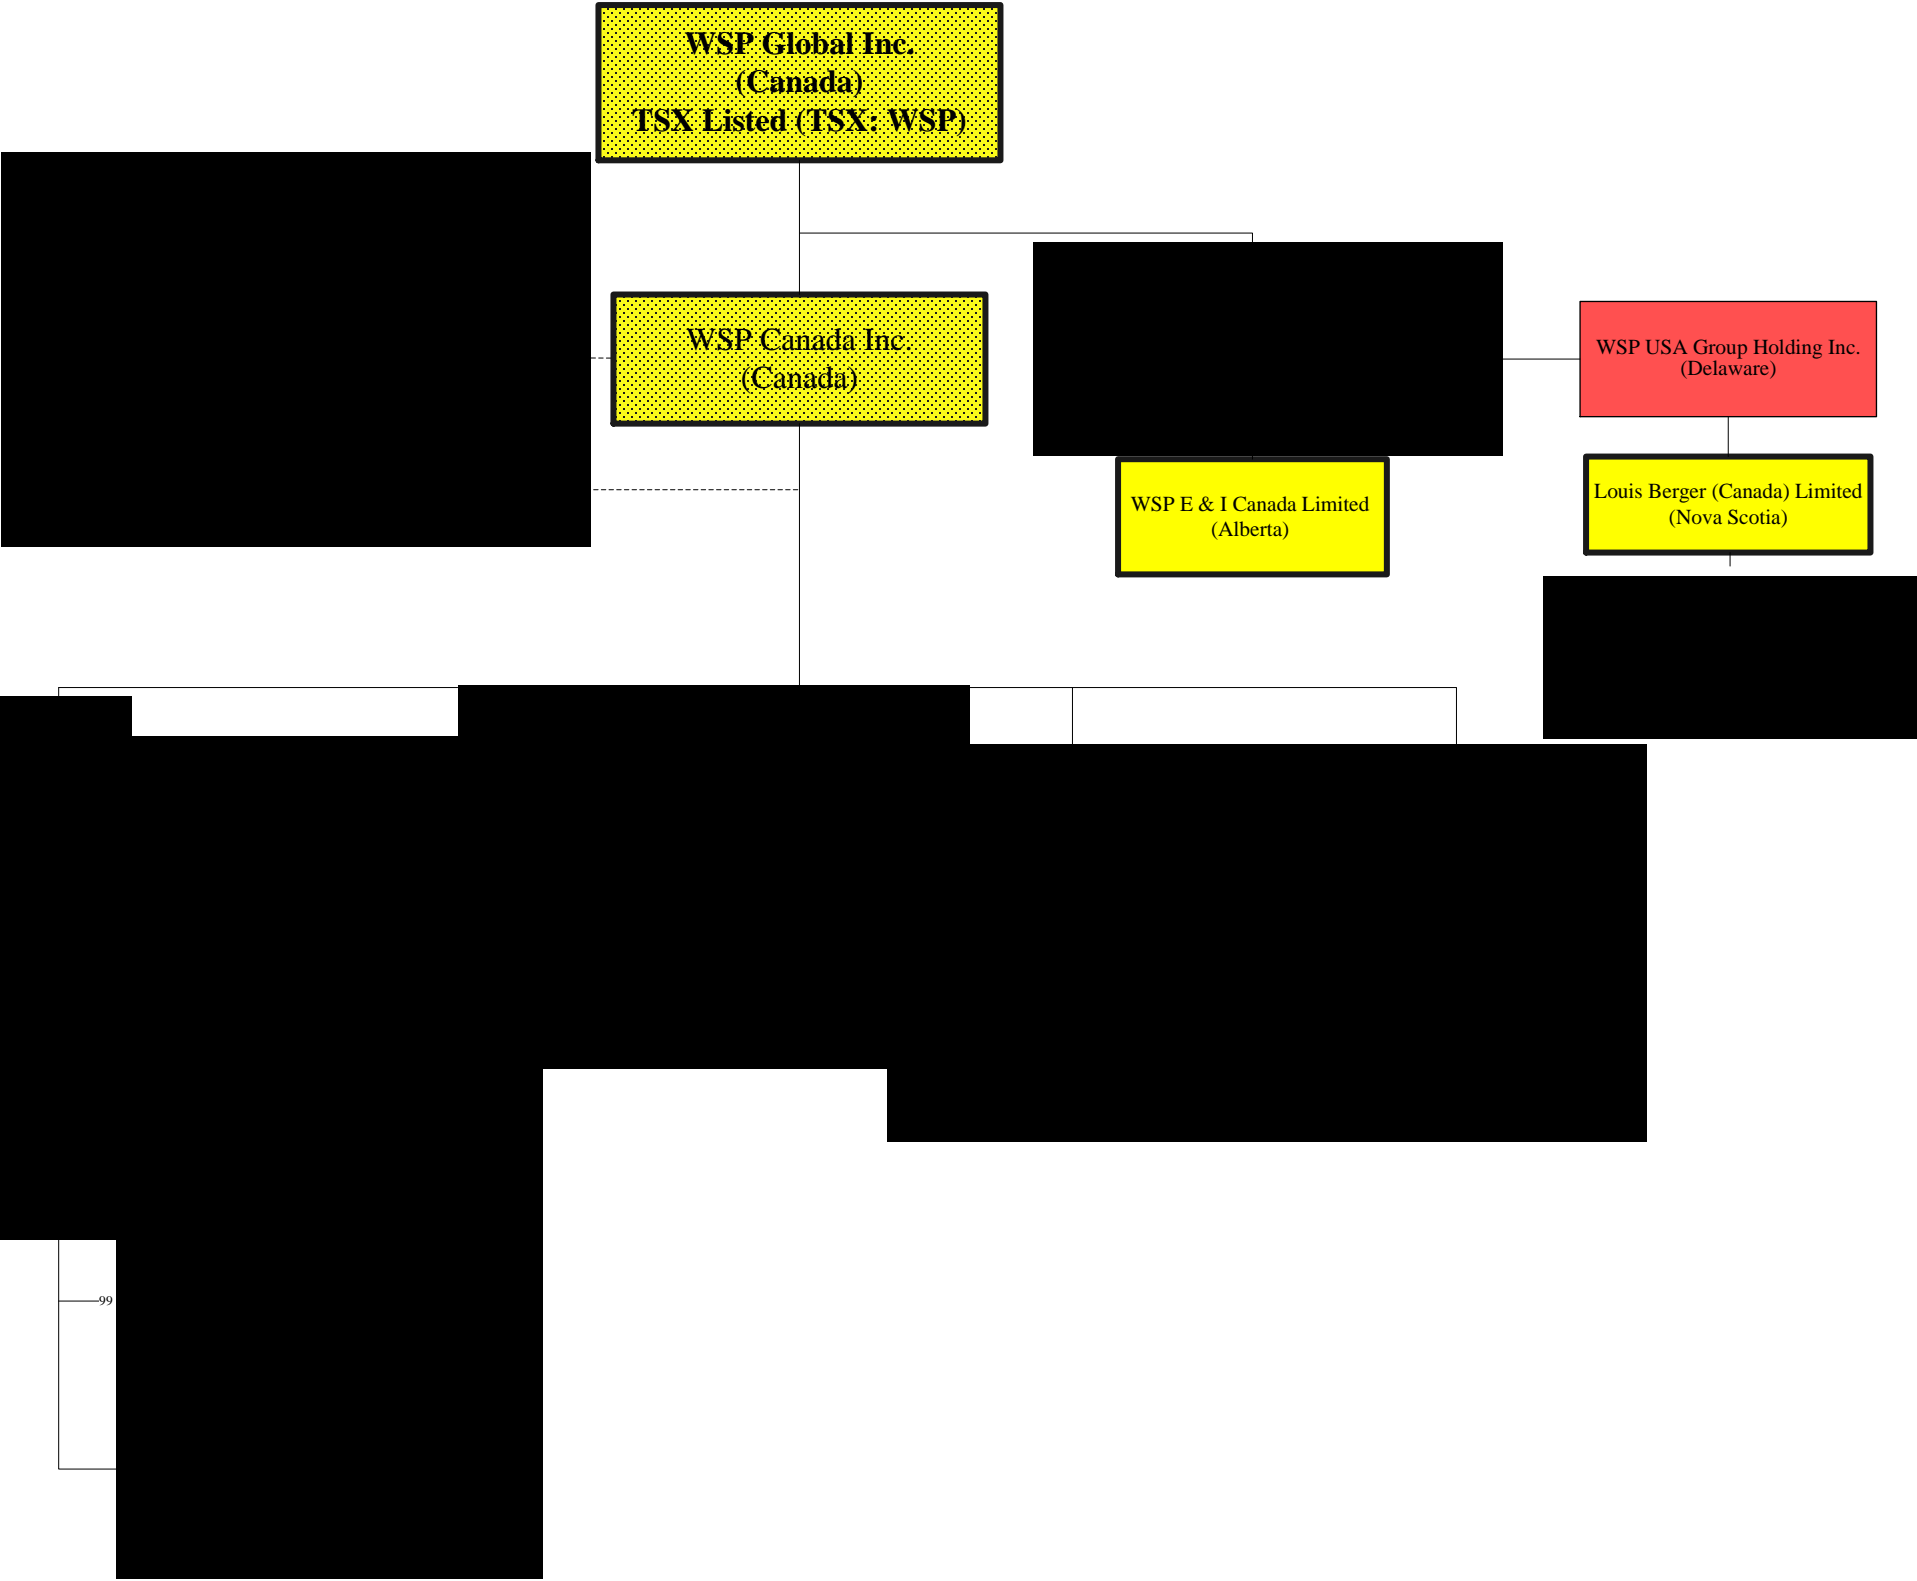 WSP Global Inc.
(Canada)
TSX Listed (TSX: WSP)
WSP Canada Inc.
(Canada)
WSP USA Group Holding Inc.
(Delaware)
WSP E & I Canada Limited
(Alberta)
Louis Berger (Canada) Limited
(Nova Scotia)
99